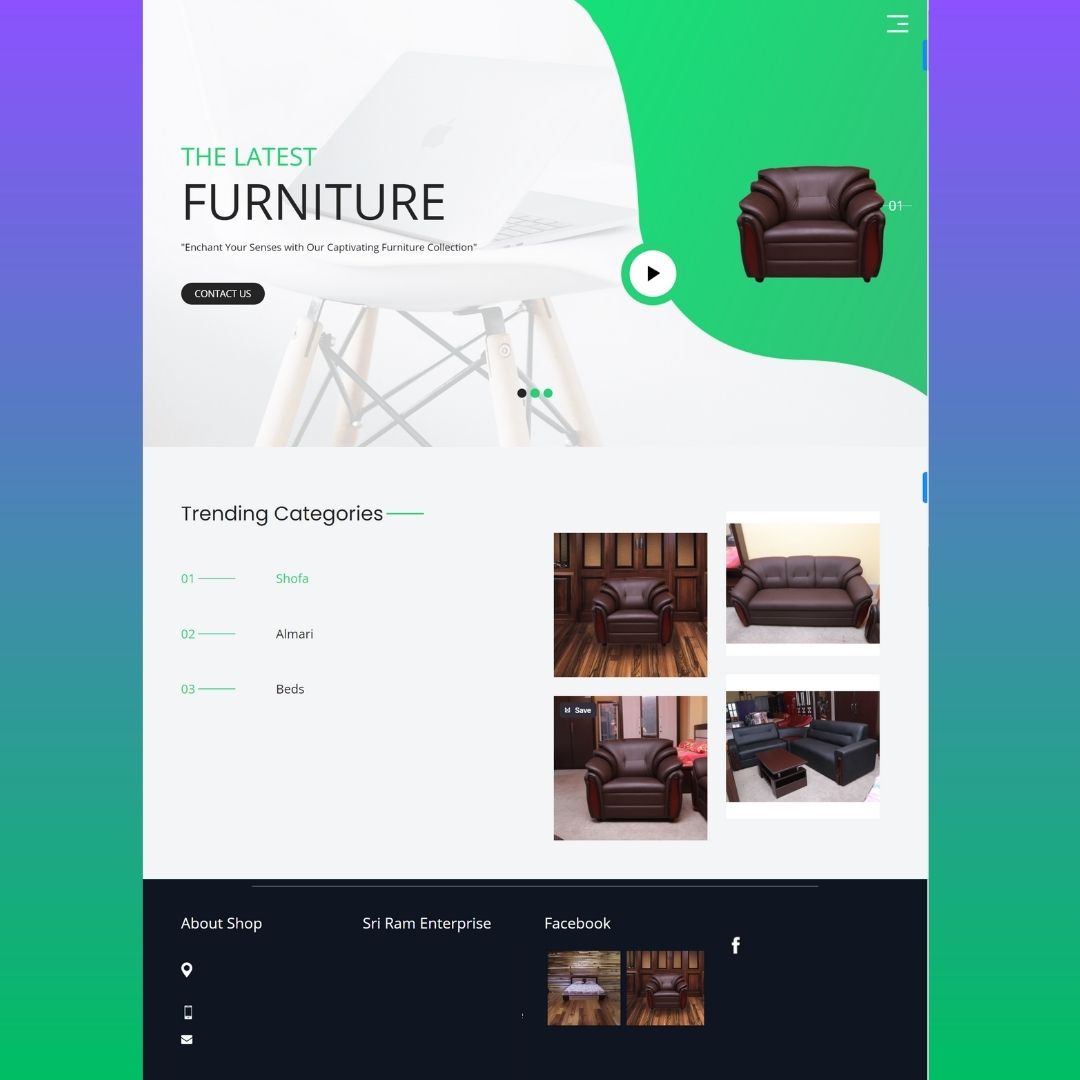 THE LATEST
FURNITURE
"Enchant Your Senses with Our Captivating Furniture Collection"
CONTACT US
01
Trending Categories
01 Shofa
02 Almari
03 Beds
Save
About Shop
Sri Ram Enterprise
Facebook